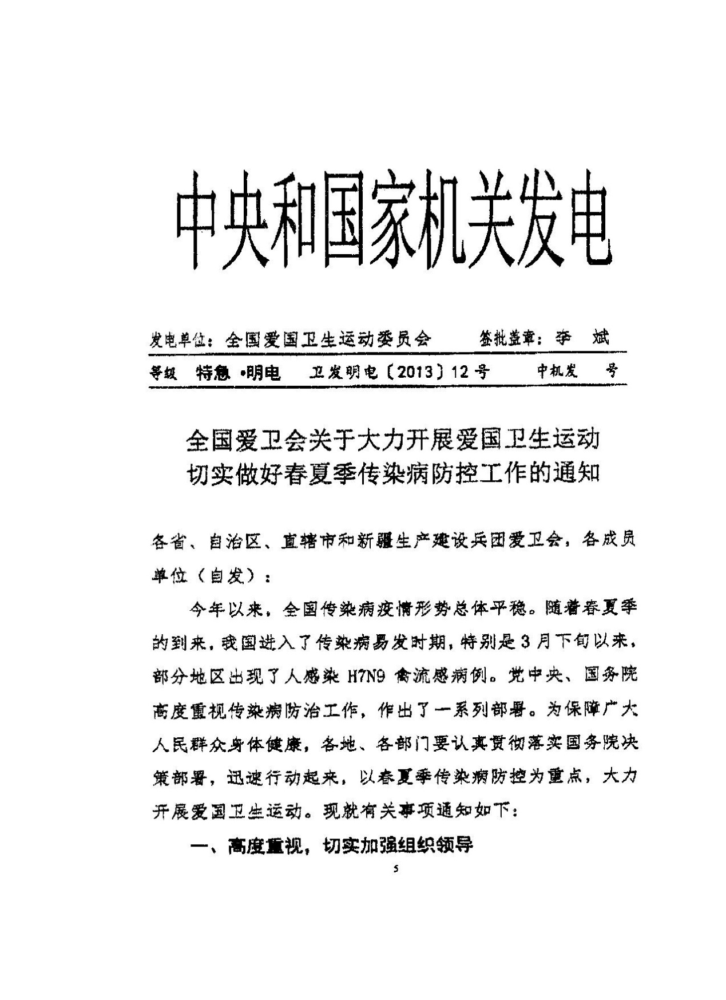 中央和国家机关发电
发电单位：全国爱国卫生运动委员会 签批盖章：李 斌
等级 特急·明电 卫发明电〔2013〕12号 中机发 号
全国爱卫会关于大力开展爱国卫生运动
切实做好春夏季传染病防控工作的通知
各省、自治区、直辖市和新疆生产建设兵团爱卫会，各成员
单位（自发）：
今年以来，全国传染病疫情形势总体平稳。随着春夏季
的到来，我国进入了传染病易发时期，特别是3月下旬以来，
部分地区出现了人感染H7N9禽流感病例。党中央、国务院
高度重视传染病防治工作，作出了一系列部署。为保障广大
人民群众身体健康，各地、各部门要认真贯彻落实国务院决
策部署，迅速行动起来，以春夏季传染病防控为重点，大力
开展爱国卫生运动。现就有关事项通知如下：
一、高度重视，切实加强组织领导
5